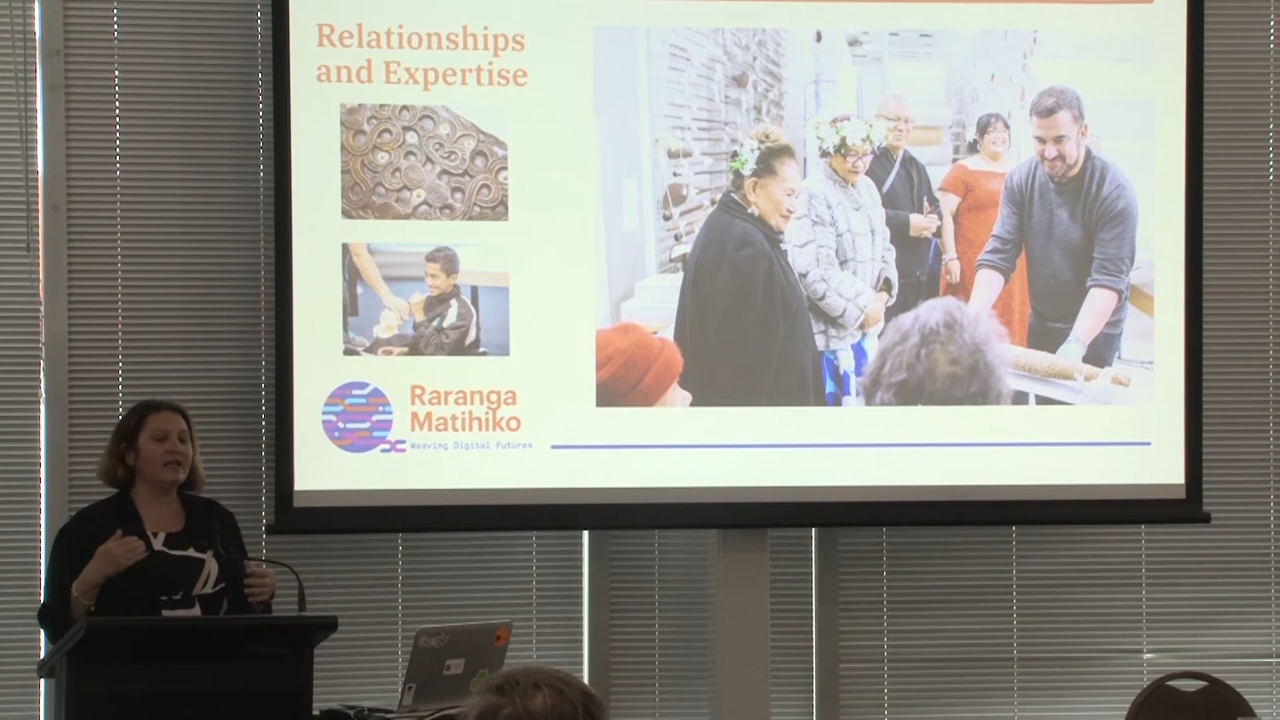 Relationships
and Expertise
Raranga
Matihiko
Weaving Digital Futures